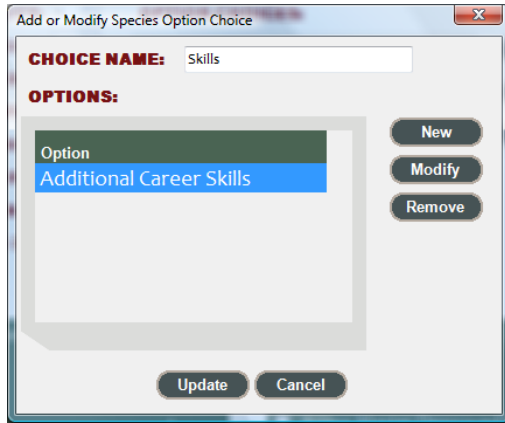 Add or Modify Species Option Choice
CHOICE NAME: Skills
OPTIONS:
New
Option
Modify
Additional Career Skills
Remove
Update Cancel